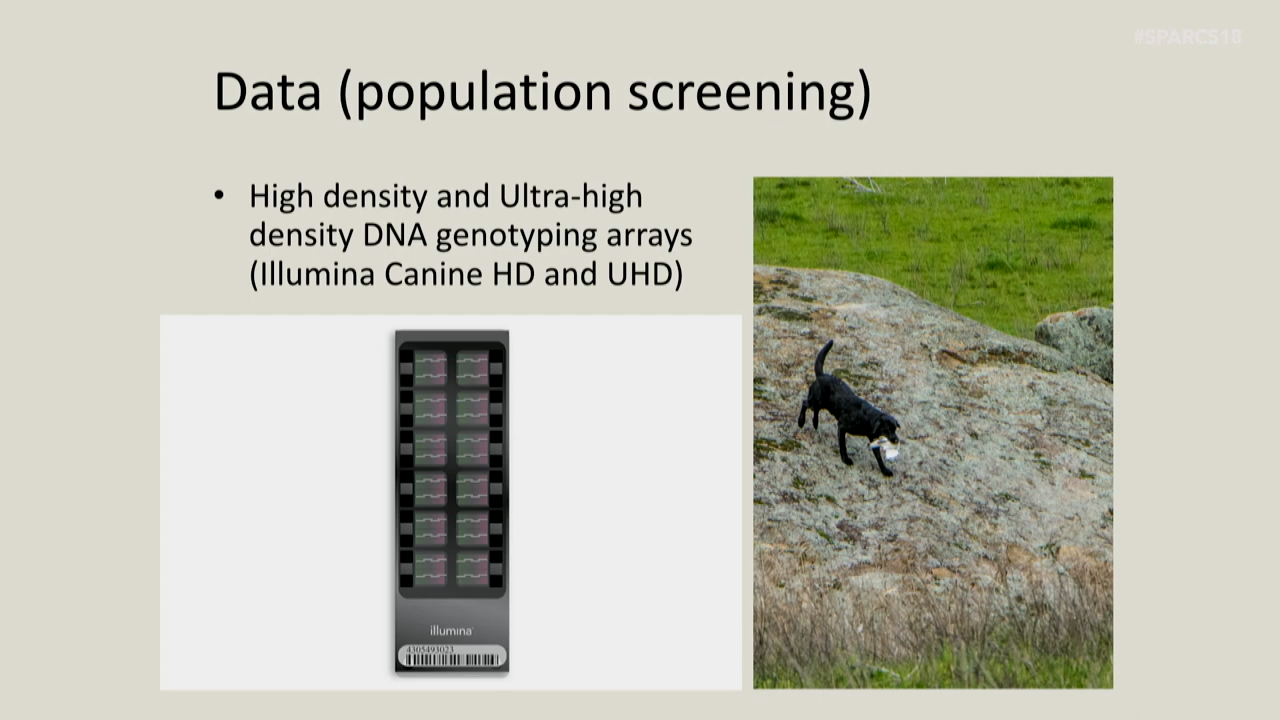 #SPARCS18
Data (population screening)
• High density and Ultra-high
density DNA genotyping arrays
(Illumina Canine HD and UHD)
illumina
4305493023